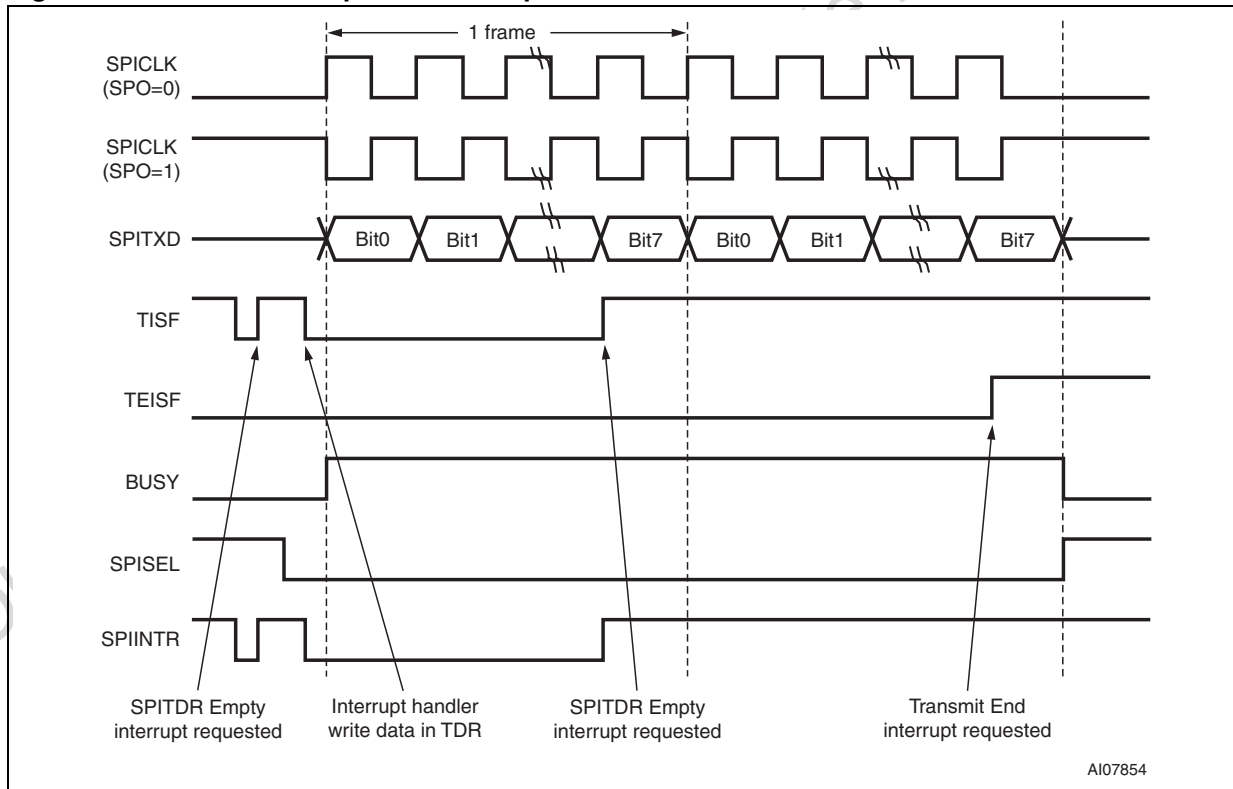 1 frame
SPICLK
(SPO=0)
SPICLK
(SPO=1)
SPITXD
Bit0 Bit1 Bit7 Bit0 Bit1 Bit7
TISF
TEISF
BUSY
SPISEL
SPIINTR
SPITDR Empty
interrupt requested
Interrupt handler
write data in TDR
SPITDR Empty
interrupt requested
Transmit End
interrupt requested
AI07854